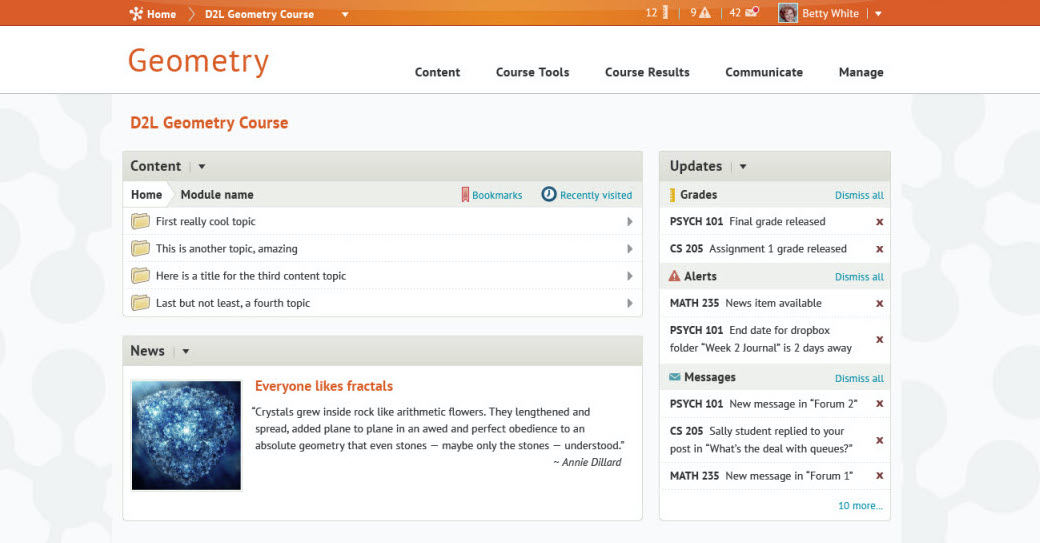 Home D2L Geometry Course 12 9 42 Betty White
Geometry
Content Course Tools Course Results Communicate Manage
D2L Geometry Course
Content
Home Module name Bookmarks Recently visited
First really cool topic
This is another topic, amazing
Here is a title for the third content topic
Last but not least, a fourth topic
News
Everyone likes fractals
“Crystals grew inside rock like arithmetic flowers. They lengthened and
spread, added plane to plane in an awed and perfect obedience to an
absolute geometry that even stones — maybe only the stones — understood.”
~ Annie Dillard
Updates
Grades Dismiss all
PSYCH 101 Final grade released x
CS 205 Assignment 1 grade released x
Alerts Dismiss all
MATH 235 News item available x
PSYCH 101 End date for dropbox
folder “Week 2 Journal” is 2 days away x
Messages Dismiss all
PSYCH 101 New message in “Forum 2” x
CS 205 Sally student replied to your
post in “What’s the deal with queues?” x
MATH 235 New message in “Forum 1” x
10 more...